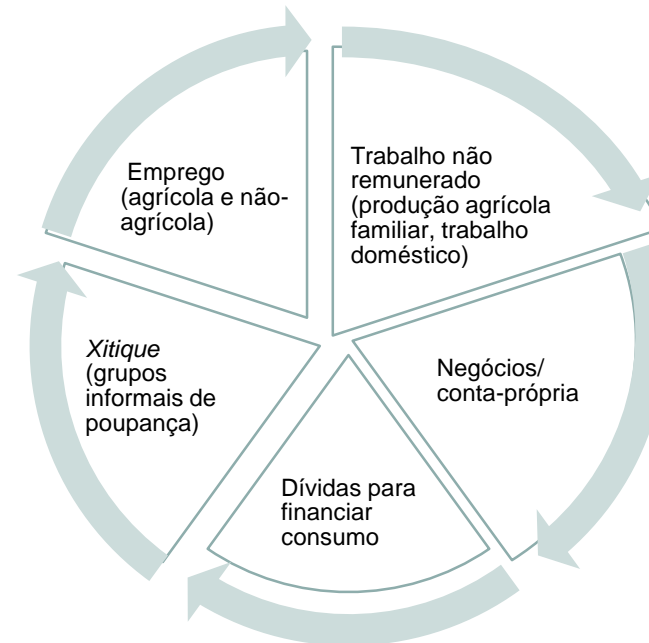 Emprego
(agrícola e não-
agrícola)
Trabalho não
remunerado
(produção agrícola
familiar, trabalho
doméstico)
Negócios/
conta-própria
Dívidas para
financiar
consumo
Xitique
(grupos
informais de
poupança)